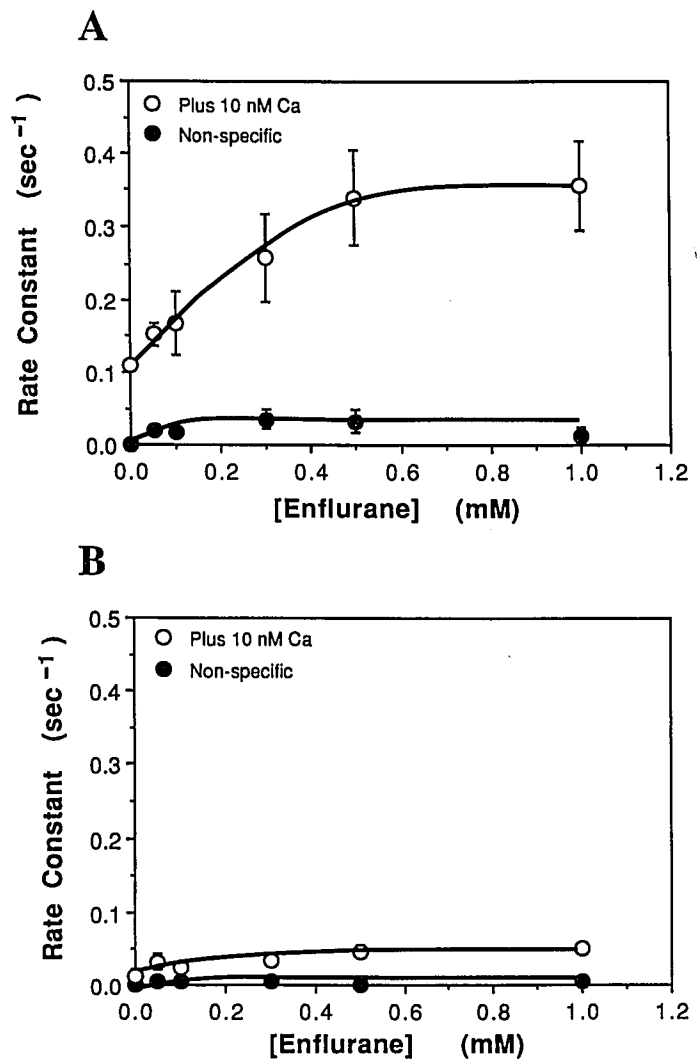 A
0.5
0.4
0.3
0.2
0.1
0.0
Rate Constant (sec⁻¹)
Plus 10 nM Ca
Non-specific
0.0 0.2 0.4 0.6 0.8 1.0 1.2
[Enflurane] (mM)
B
0.5
0.4
0.3
0.2
0.1
0.0
Rate Constant (sec⁻¹)
Plus 10 nM Ca
Non-specific
0.0 0.2 0.4 0.6 0.8 1.0 1.2
[Enflurane] (mM)